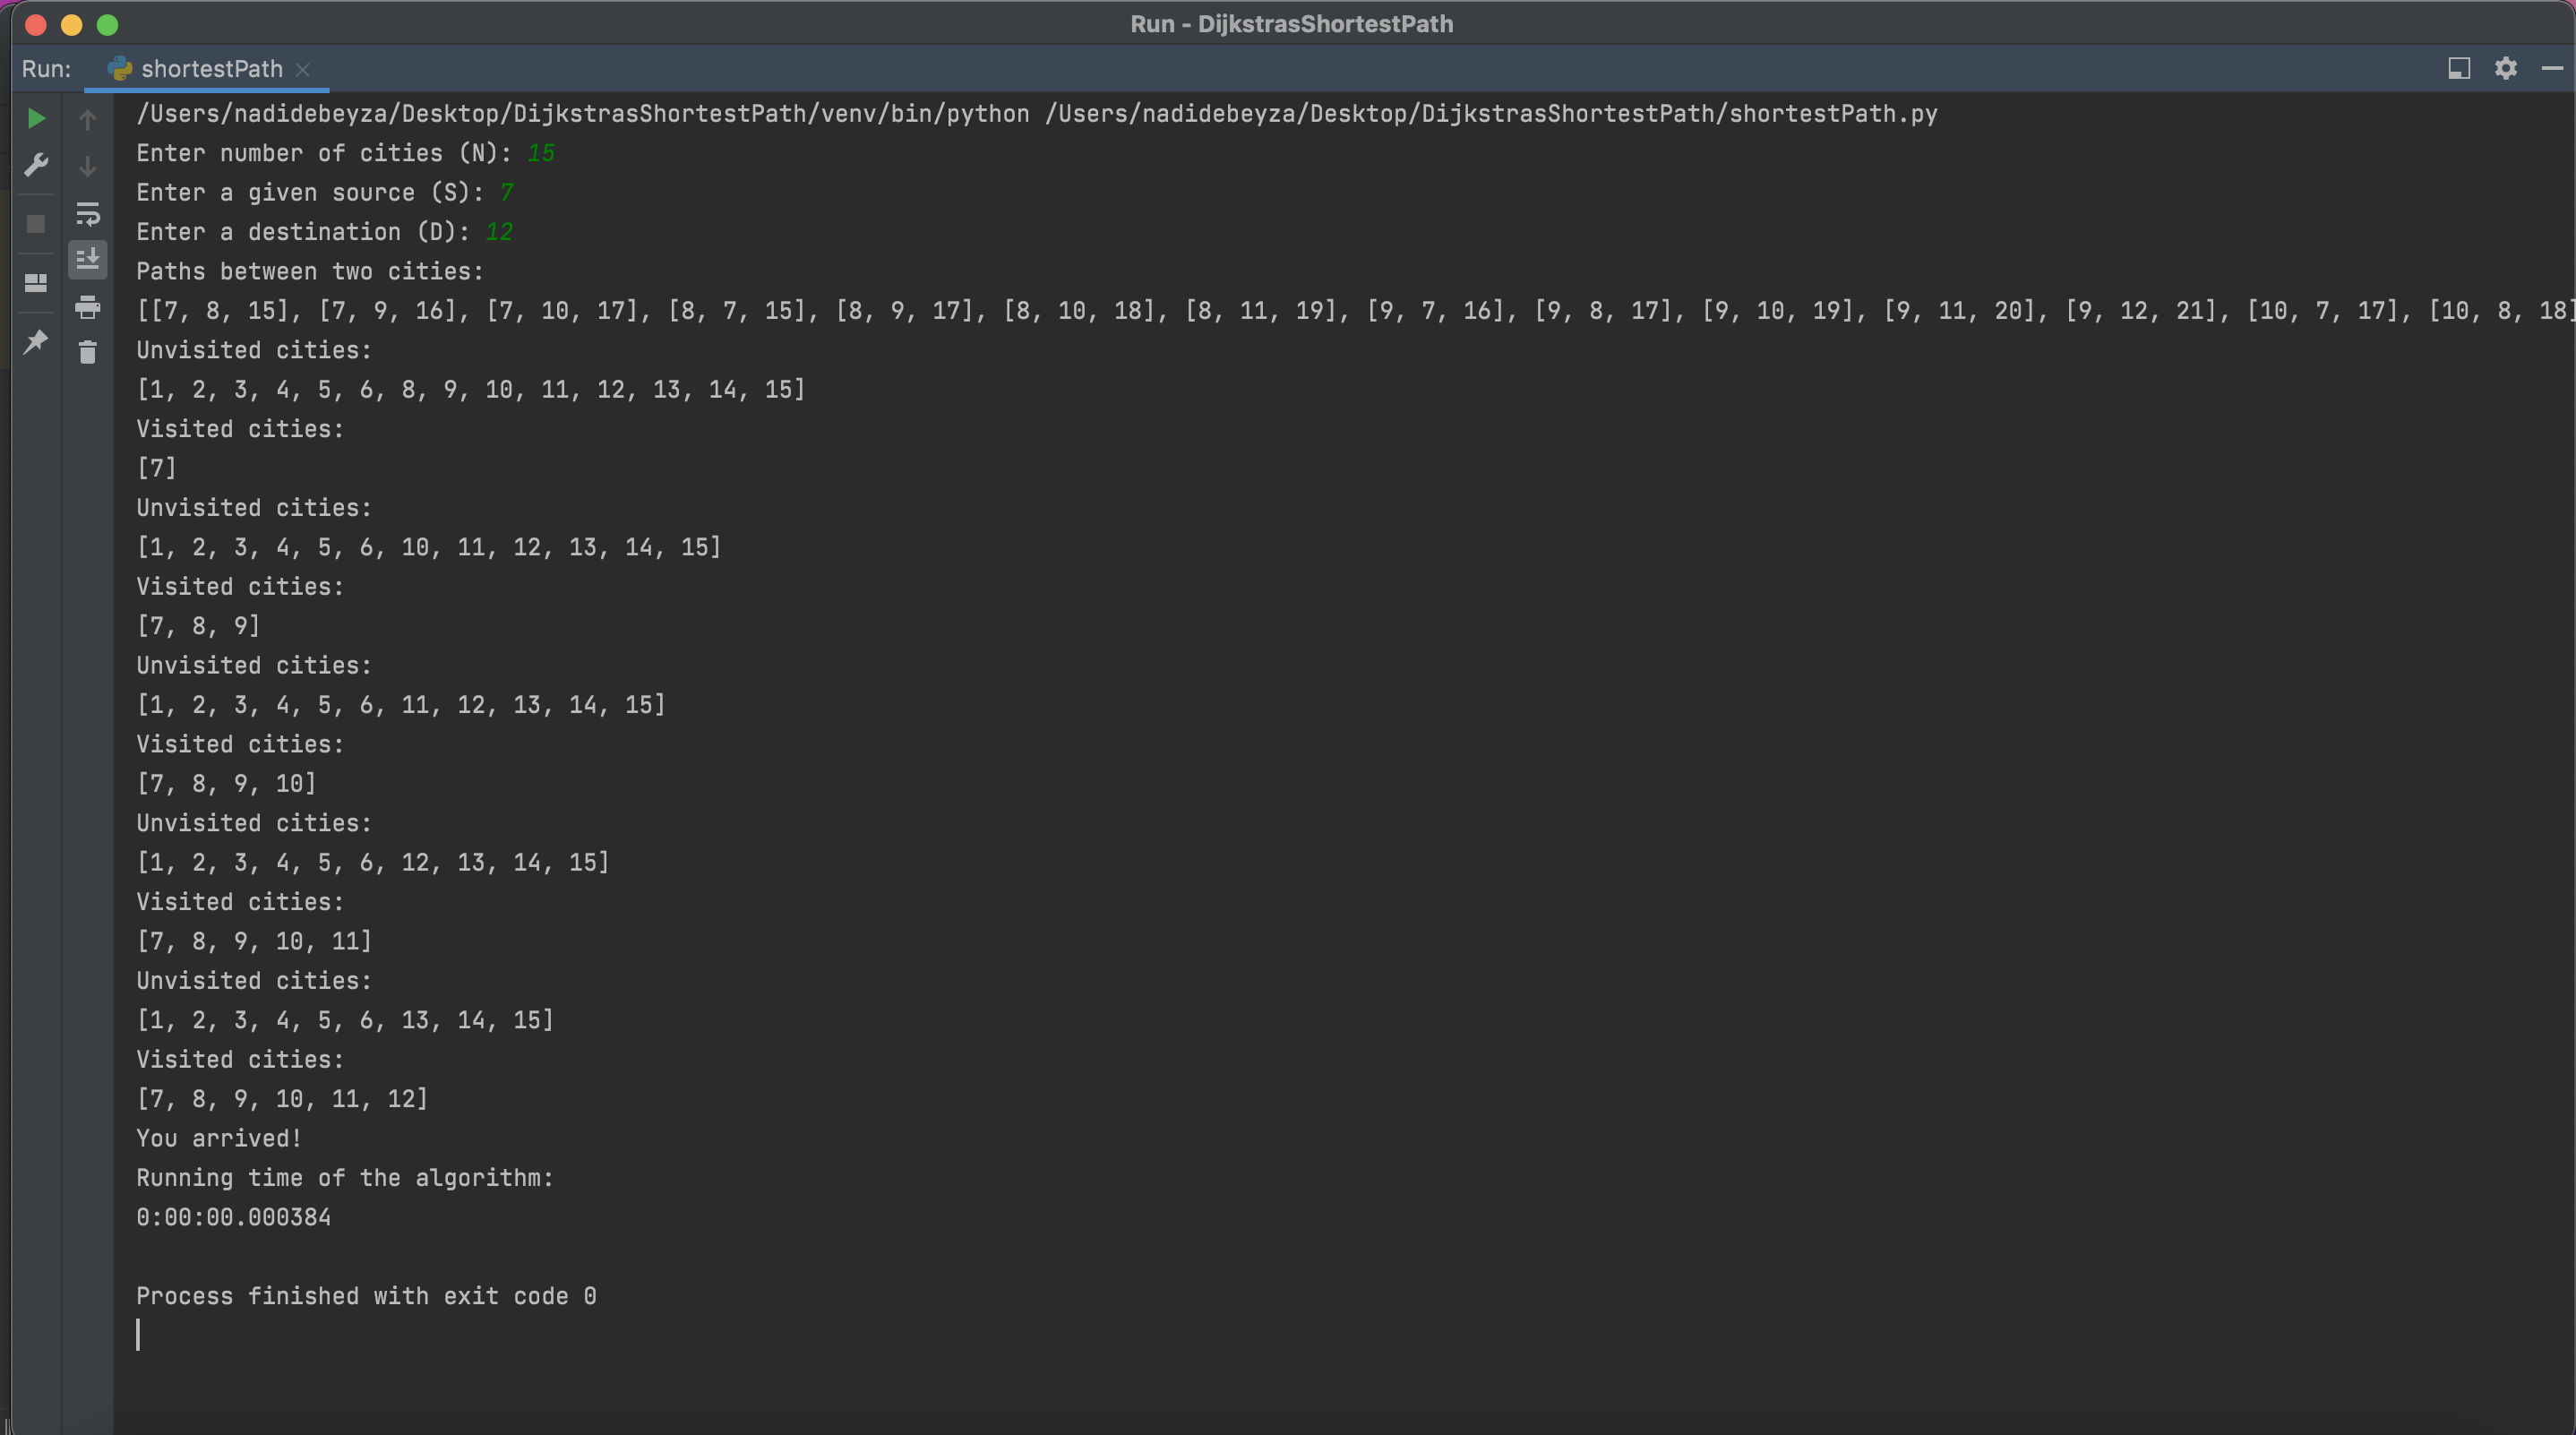 Run - DijkstrasShortestPath
Run: shortestPath
/Users/nadidebeyza/Desktop/DijkstrasShortestPath/venv/bin/python /Users/nadidebeyza/Desktop/DijkstrasShortestPath/shortestPath.py
Enter number of cities (N): 15
Enter a given source (S): 7
Enter a destination (D): 12
Paths between two cities:
[[7, 8, 15], [7, 9, 16], [7, 10, 17], [8, 7, 15], [8, 9, 17], [8, 10, 18], [8, 11, 19], [9, 7, 16], [9, 8, 17], [9, 10, 19], [9, 11, 20], [9, 12, 21], [10, 7, 17], [10, 8, 18]
Unvisited cities:
[1, 2, 3, 4, 5, 6, 8, 9, 10, 11, 12, 13, 14, 15]
Visited cities:
[7]
Unvisited cities:
[1, 2, 3, 4, 5, 6, 10, 11, 12, 13, 14, 15]
Visited cities:
[7, 8, 9]
Unvisited cities:
[1, 2, 3, 4, 5, 6, 11, 12, 13, 14, 15]
Visited cities:
[7, 8, 9, 10]
Unvisited cities:
[1, 2, 3, 4, 5, 6, 12, 13, 14, 15]
Visited cities:
[7, 8, 9, 10, 11]
Unvisited cities:
[1, 2, 3, 4, 5, 6, 13, 14, 15]
Visited cities:
[7, 8, 9, 10, 11, 12]
You arrived!
Running time of the algorithm:
0:00:00.000384
Process finished with exit code 0